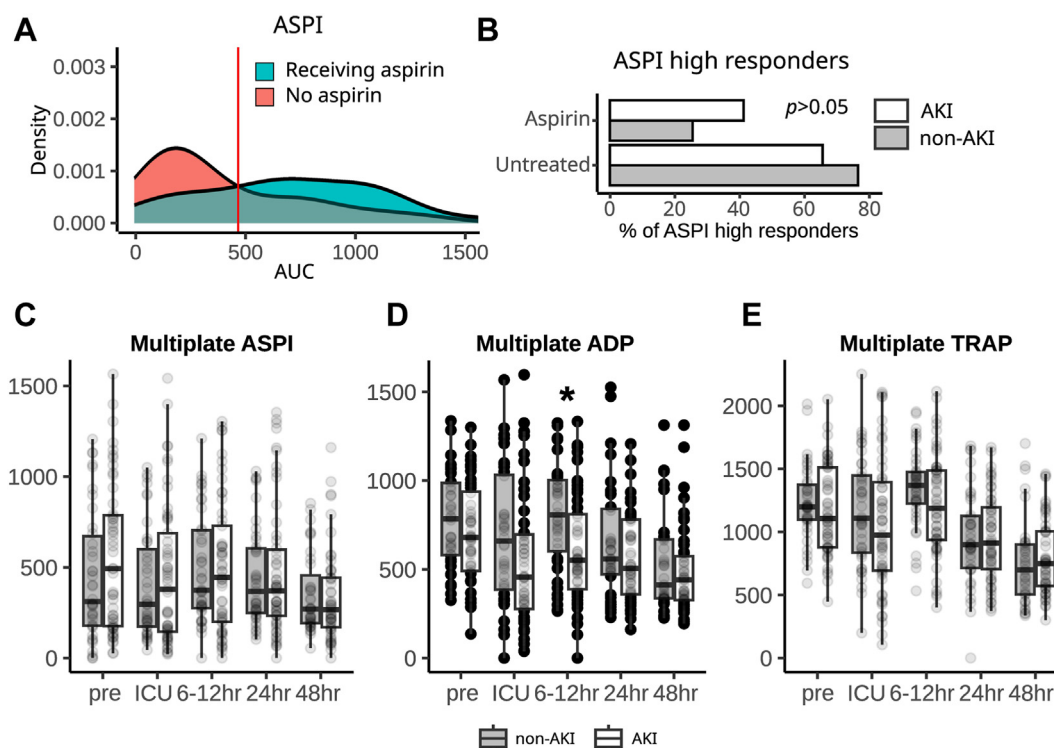 A
ASPI
Density
0.003
0.002
0.001
0.000
Receiving aspirin
No aspirin
0 500 1000 1500
AUC
B
ASPI high responders
Aspirin
Untreated
p>0.05
AKI
non-AKI
0 20 40 60 80
% of ASPI high responders
C
Multiplate ASPI
1500
1000
500
0
pre ICU 6-12hr 24hr 48hr
D
Multiplate ADP
1500
1000
500
0
*
pre ICU 6-12hr 24hr 48hr
E
Multiplate TRAP
2000
1500
1000
500
0
pre ICU 6-12hr 24hr 48hr
non-AKI AKI